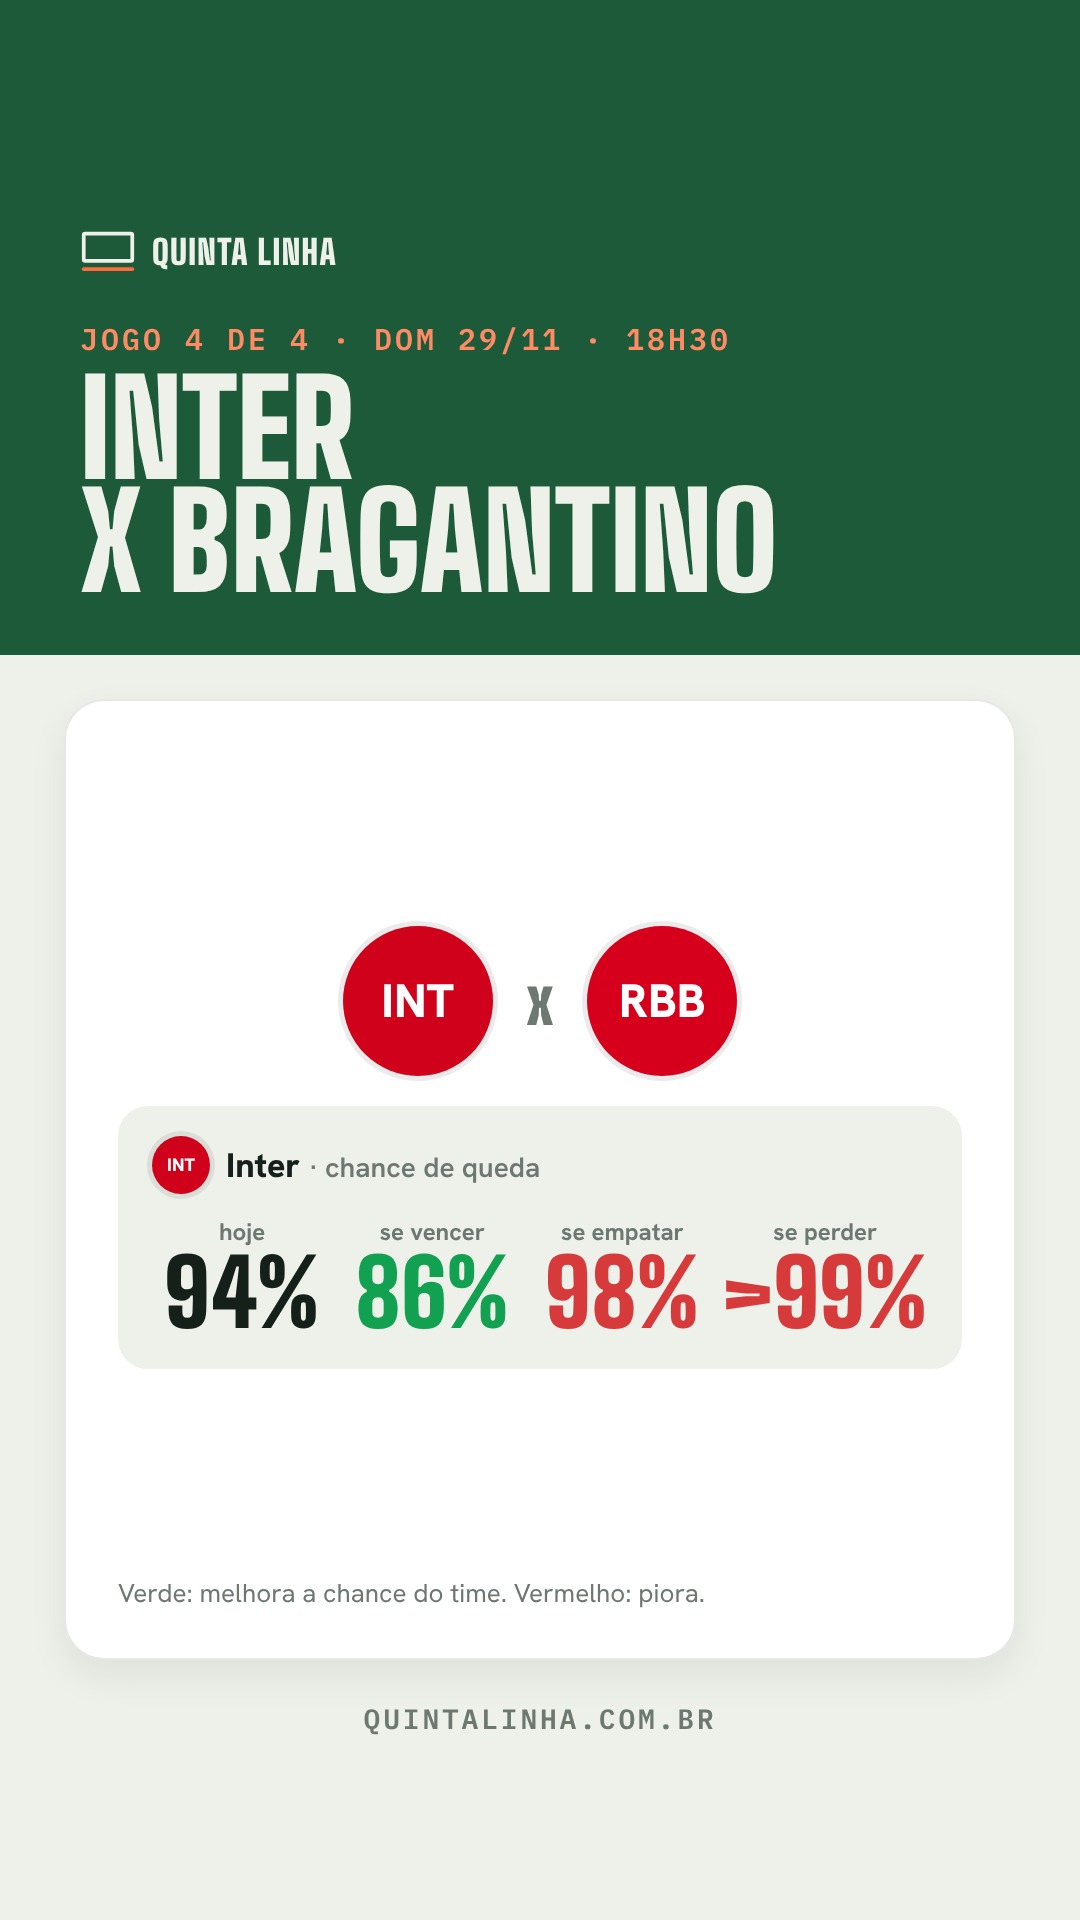 QUINTA LINHA
JOGO 4 DE 4 · DOM 29/11 · 18H30
INTER
X BRAGANTINO
INT X RBB
INT Inter · chance de queda
hoje se vencer se empatar se perder
94% 86% 98% >99%
Verde: melhora a chance do time. Vermelho: piora.
QUINTALINHA.COM.BR